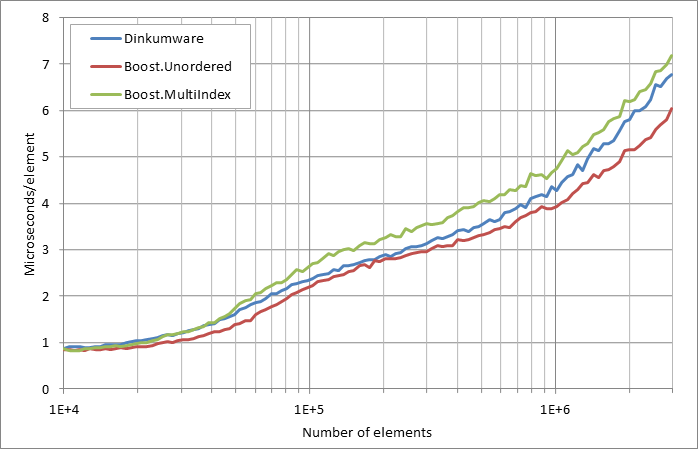 8
7
6
5
4
3
2
1
0
Dinkumware
Boost.Unordered
Boost.MultiIndex
Microseconds/element
1E+4
1E+5
1E+6
Number of elements